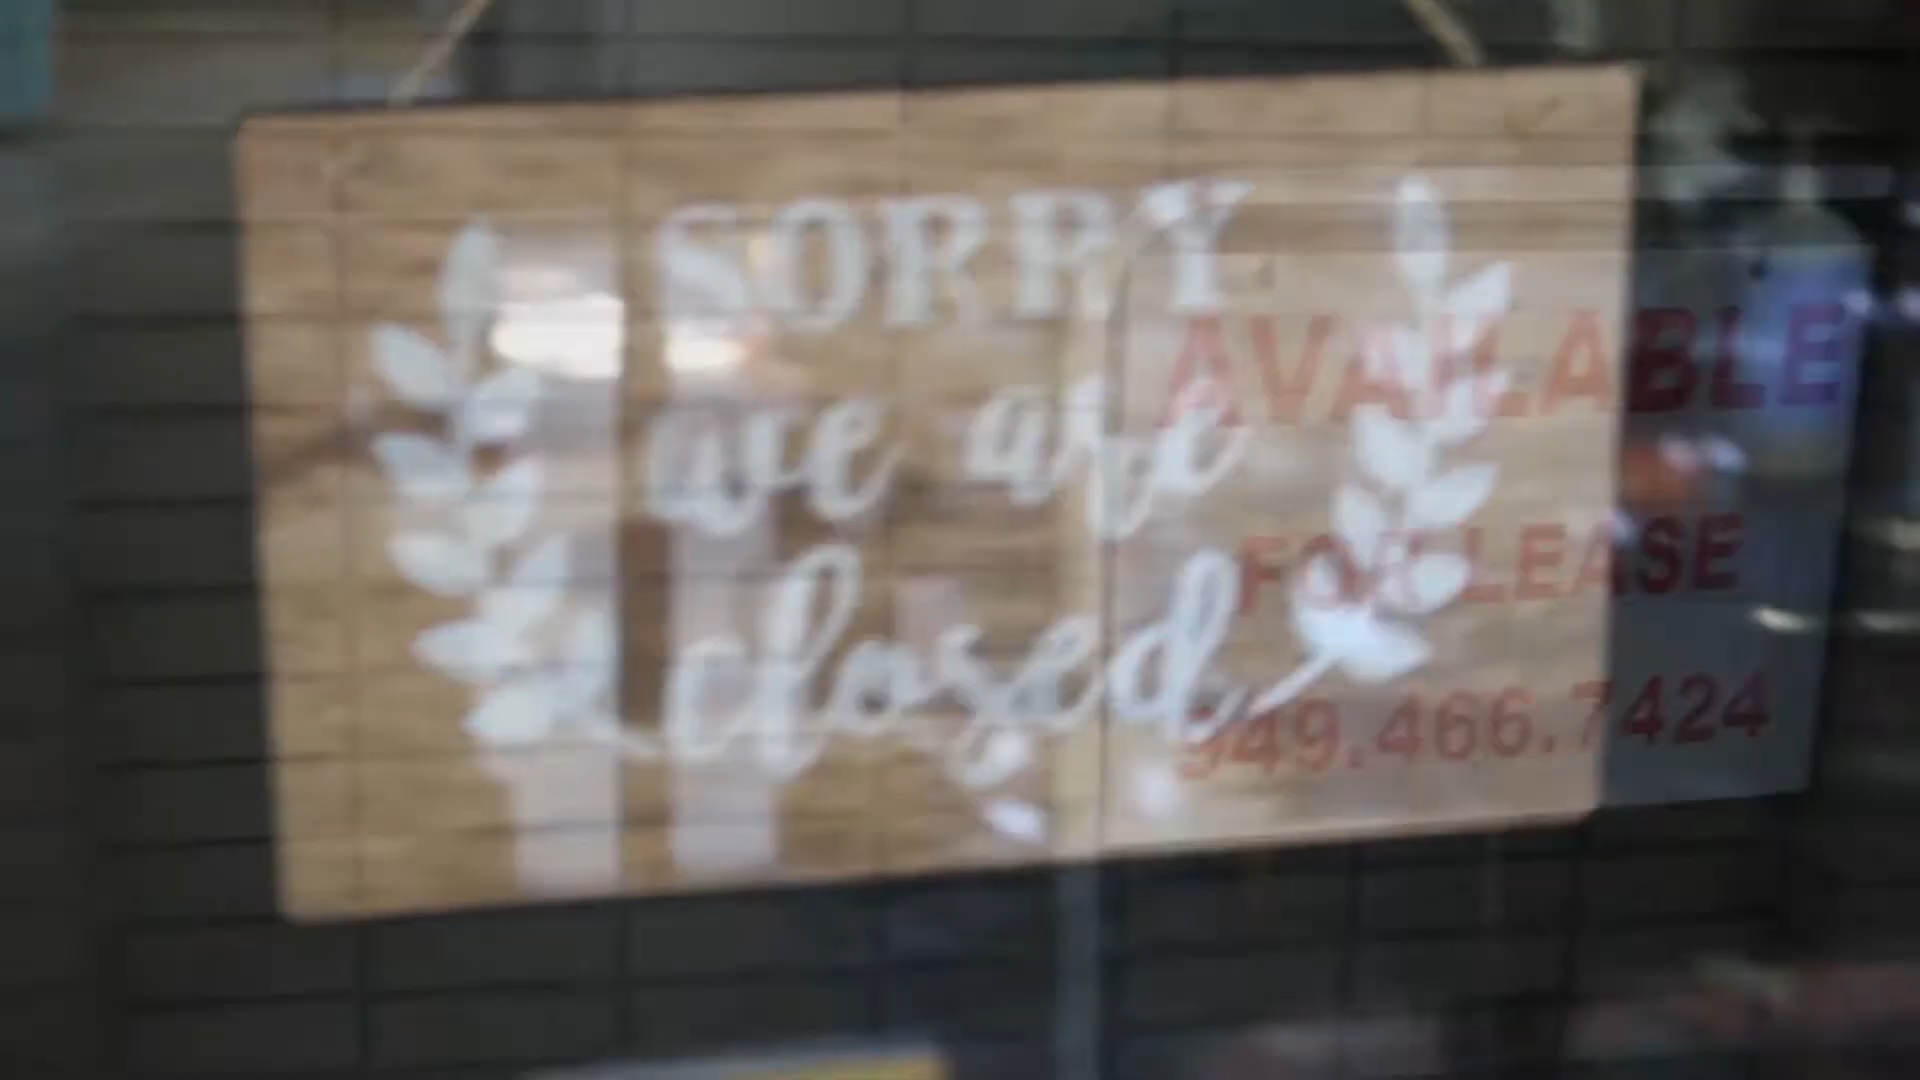 SORRY
we are
closed
AVAILABLE
FOR LEASE
949.466.7424